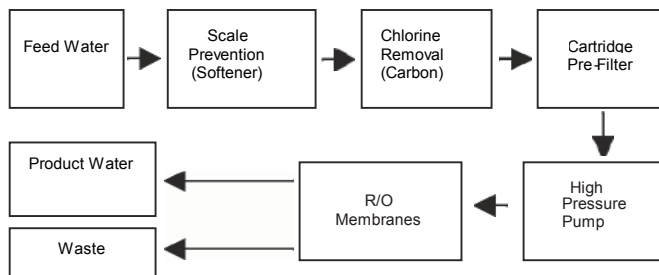 Feed Water
Scale
Prevention
(Softener)
Chlorine
Removal
(Carbon)
Cartridge
Pre-Filter
Product Water
R/O
Membranes
High
Pressure
Pump
Waste